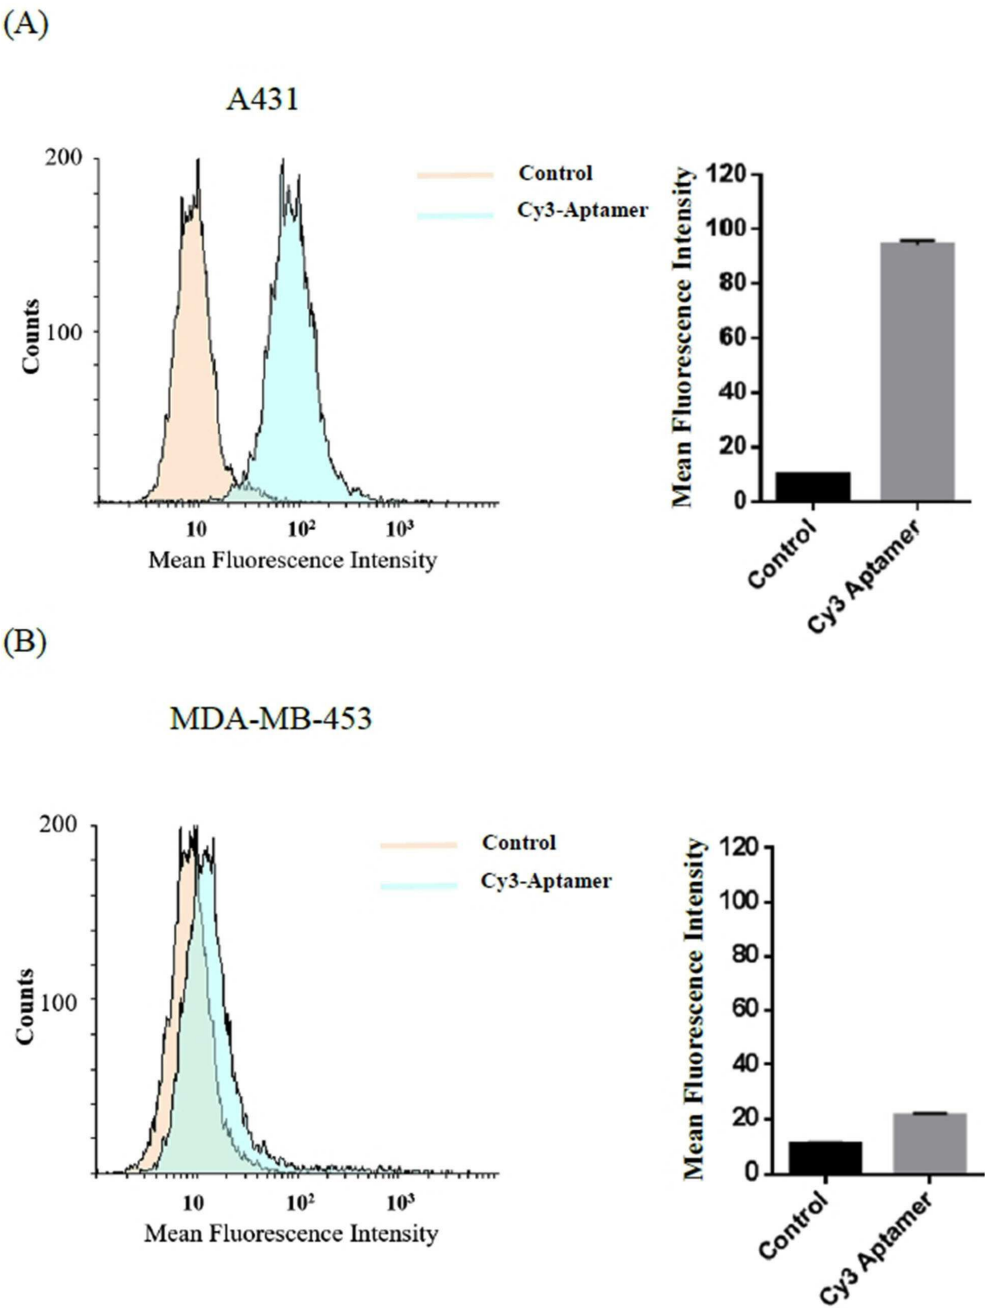 (A)
A431
200
100
Counts
10 10² 10³
Mean Fluorescence Intensity
Control
Cy3-Aptamer
Mean Fluorescence Intensity
120
100
80
60
40
20
0
Control
Cy3 Aptamer
(B)
MDA-MB-453
200
100
Counts
10 10² 10³
Mean Fluorescence Intensity
Control
Cy3-Aptamer
Mean Fluorescence Intensity
120
100
80
60
40
20
0
Control
Cy3 Aptamer